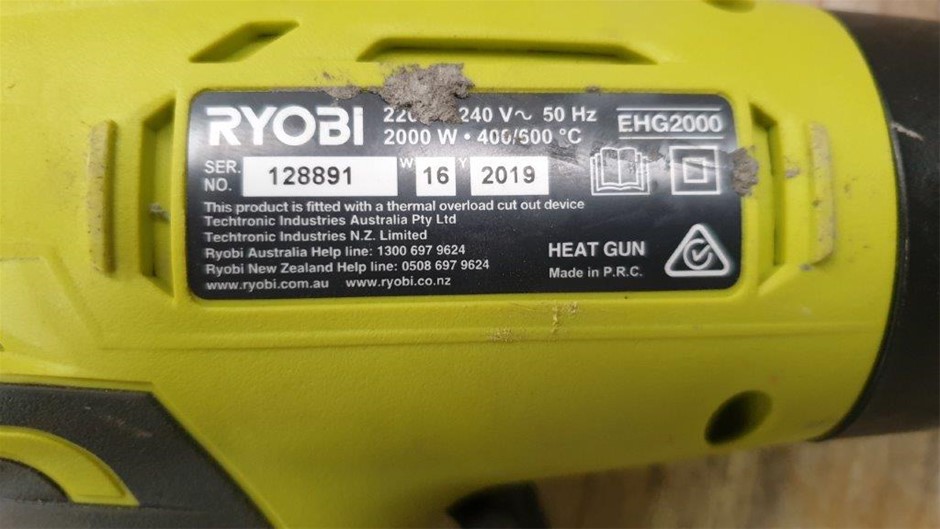 RYOBI
220 240 V~ 50 Hz
2000 W • 400/600 °C
EHG2000
SER. NO. 128891 W 16 Y 2019
This product is fitted with a thermal overload cut out device
Techtronic Industries Australia Pty Ltd
Techtronic Industries N.Z. Limited
Ryobi Australia Help line: 1300 697 9624
Ryobi New Zealand Help line: 0508 697 9624
www.ryobi.com.au www.ryobi.co.nz
HEAT GUN
Made in P.R.C.